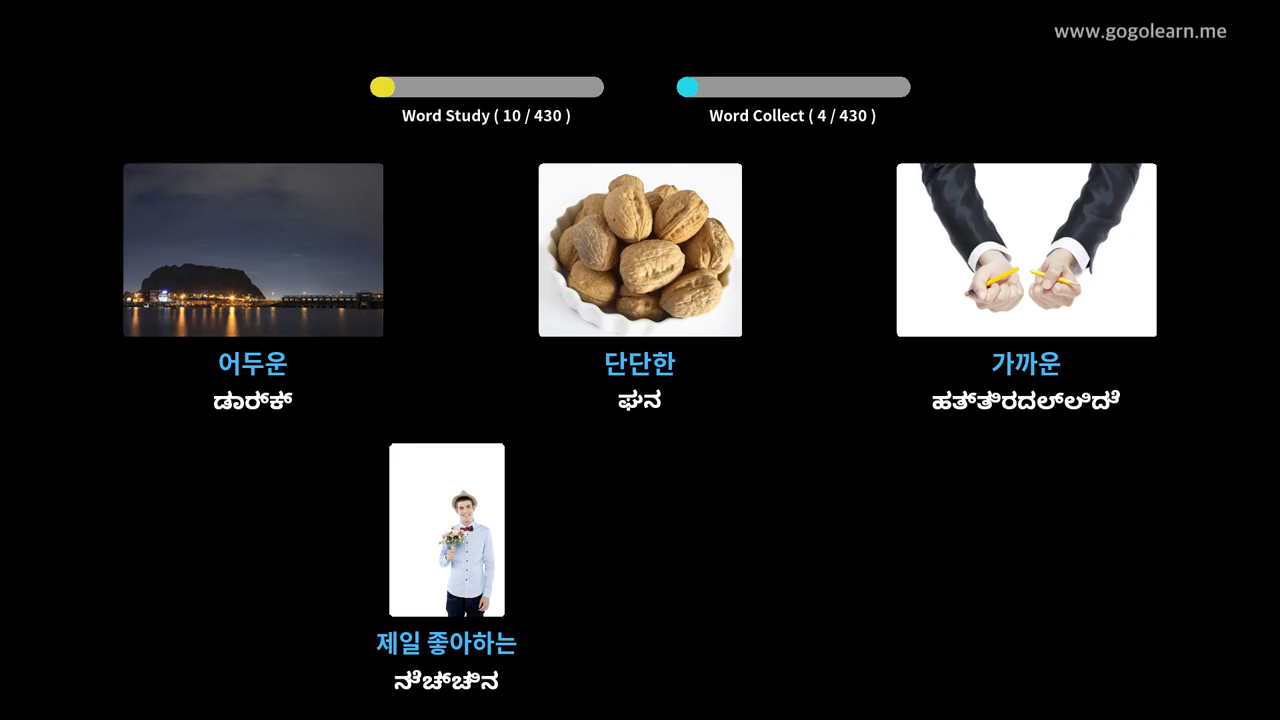 www.gogolearn.me
Word Study ( 10 / 430 )
Word Collect ( 4 / 430 )
어두운
단단한
가까운
ಡಾರ್ಕ್
ಘನ
ಹತ್ತಿರದಲ್ಲಿದೆ
제일 좋아하는
ನೆಚ್ಚಿನ